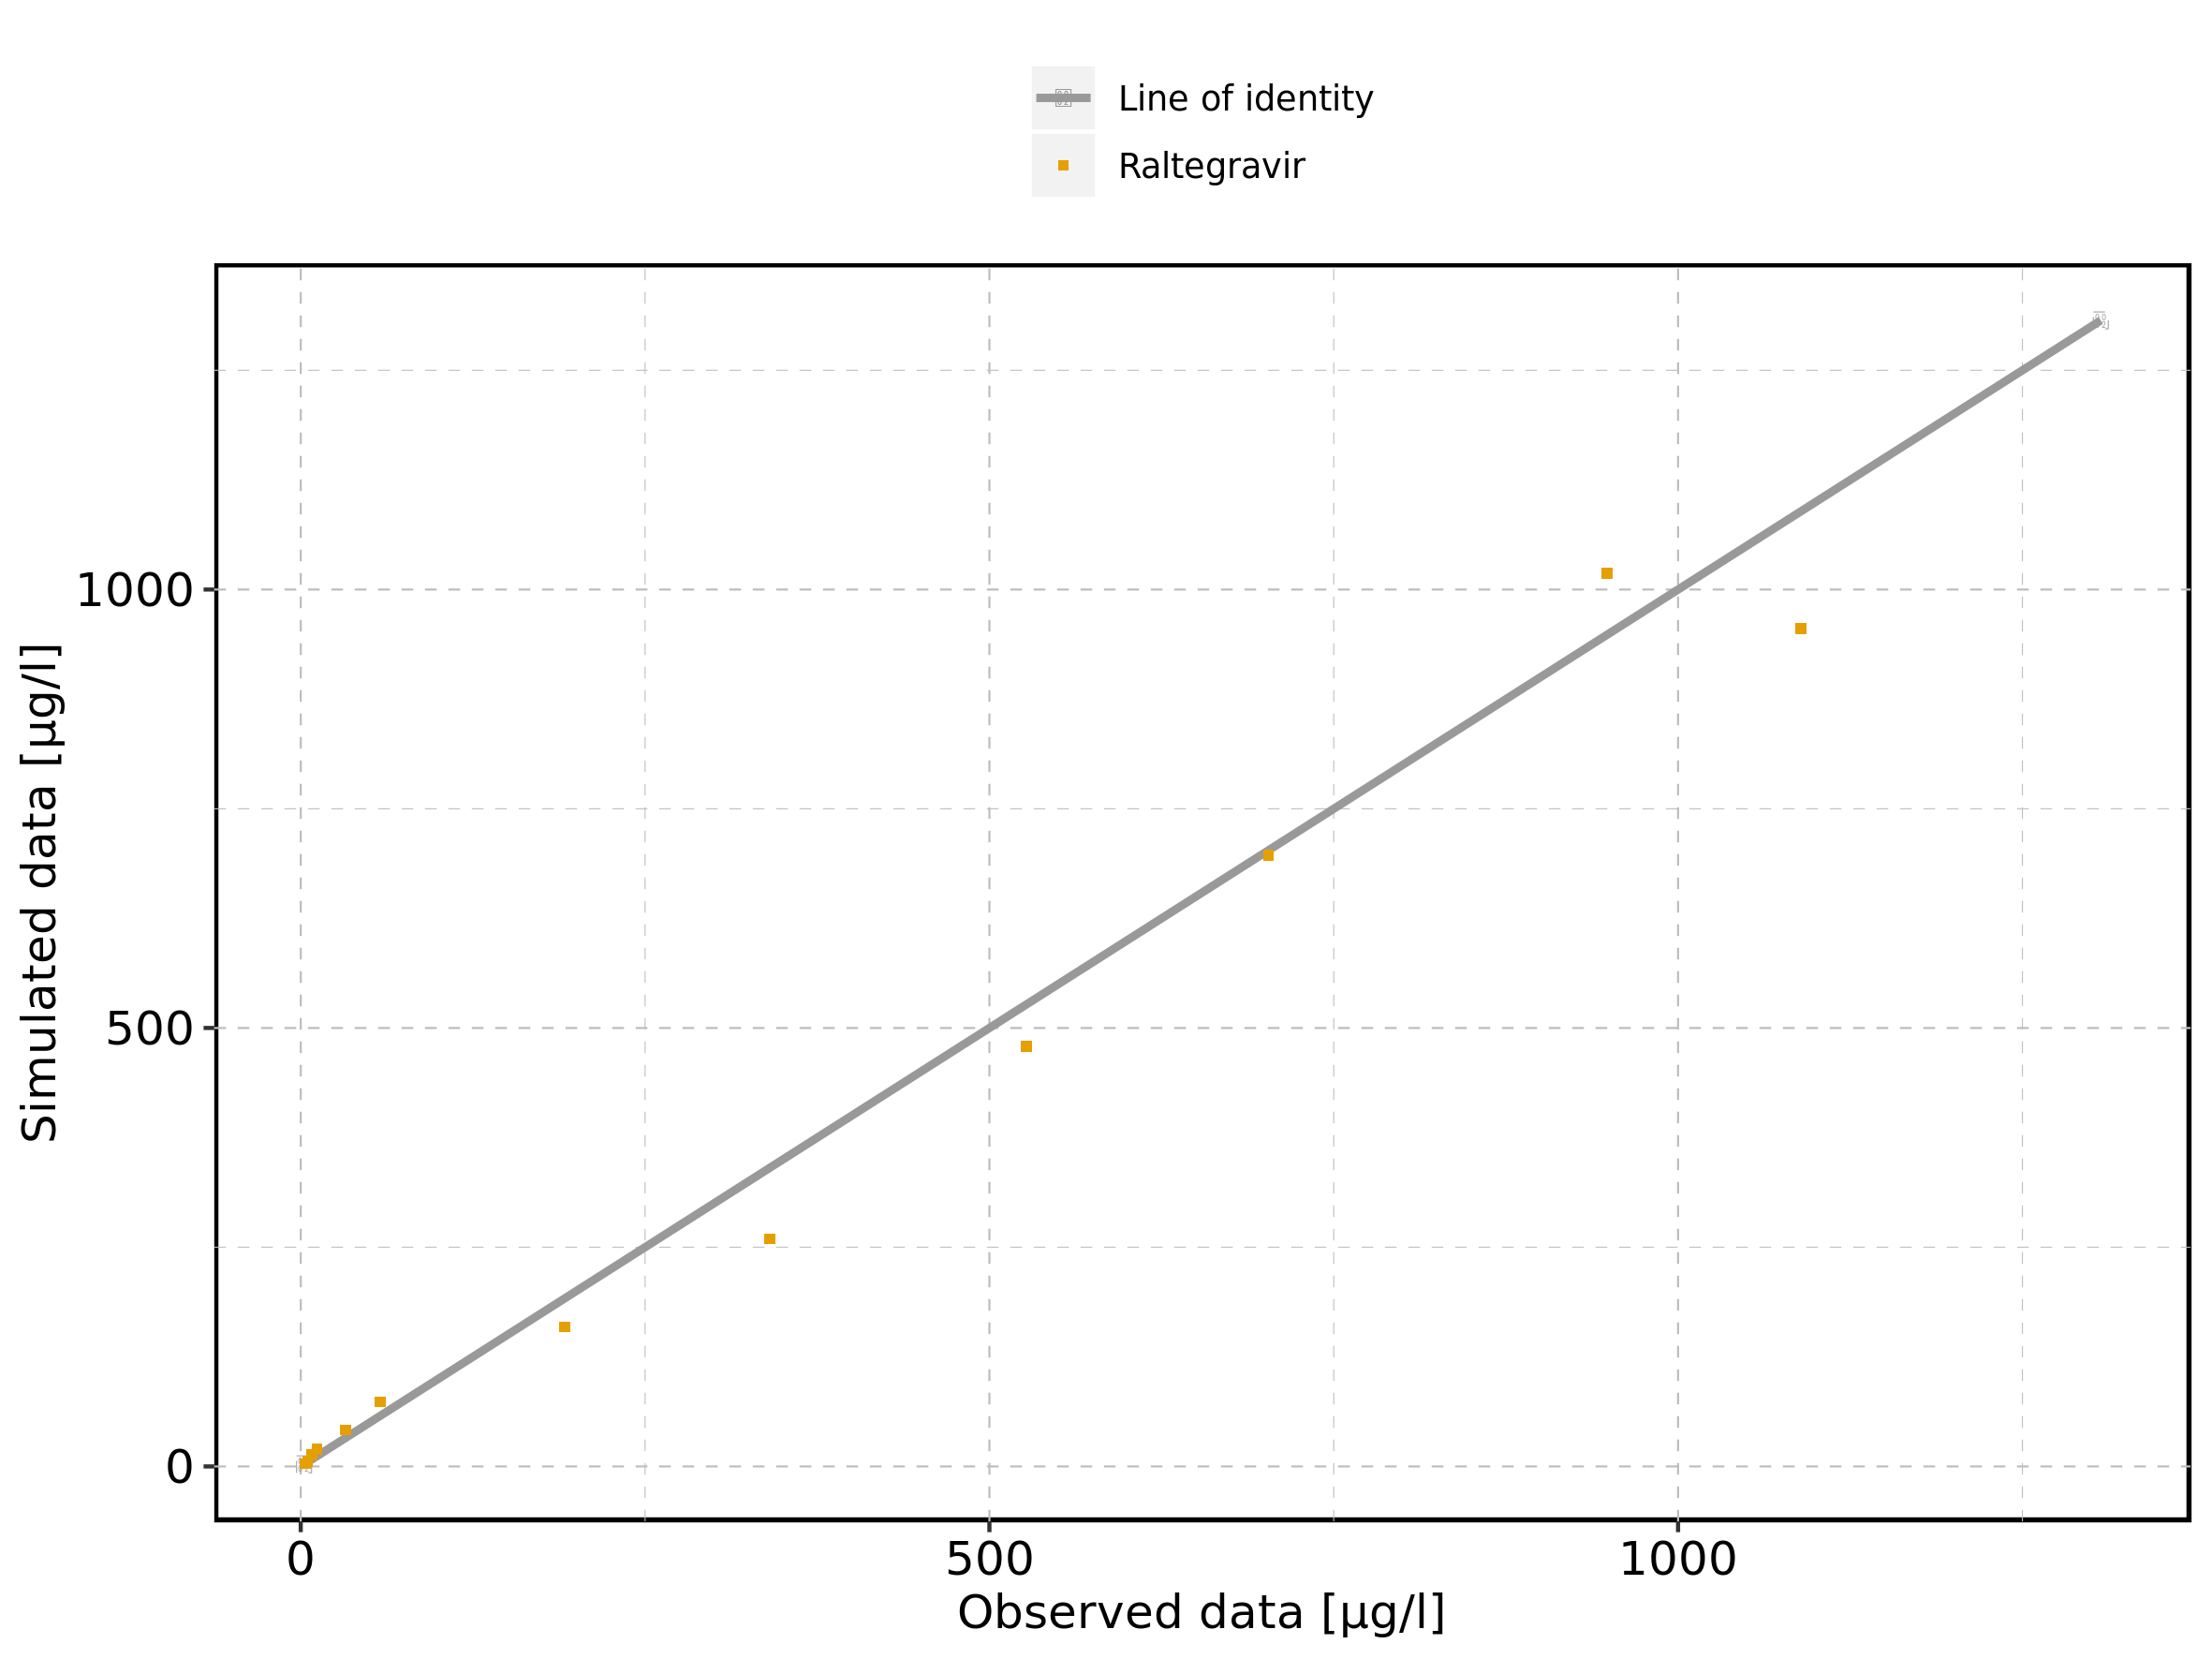 Line of identity
Raltegravir
1000
500
0
Simulated data [µg/l]
0 500 1000
Observed data [µg/l]